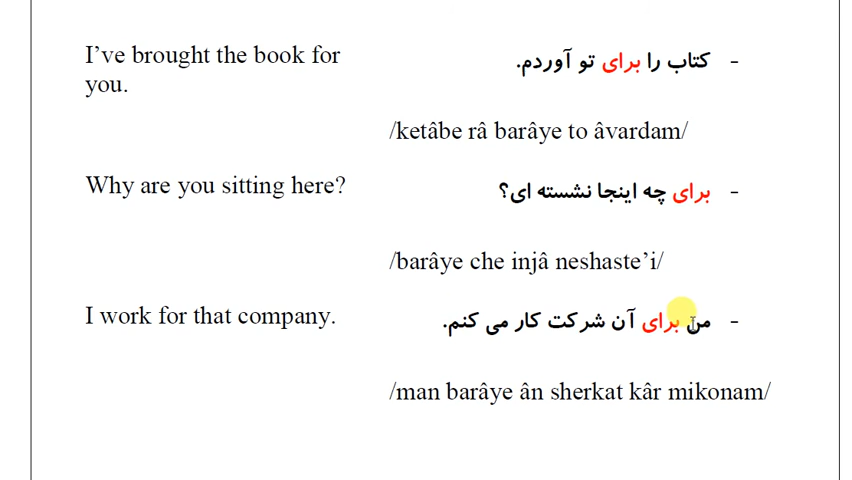 I've brought the book for
you.
- کتاب را برای تو آوردم.
/ketâbe râ barâye to âvardam/
Why are you sitting here?
- برای چه اینجا نشسته ای؟
/barâye che injâ neshaste'i/
I work for that company.
- من برای آن شرکت کار می کنم.
/man barâye ân sherkat kâr mikonam/